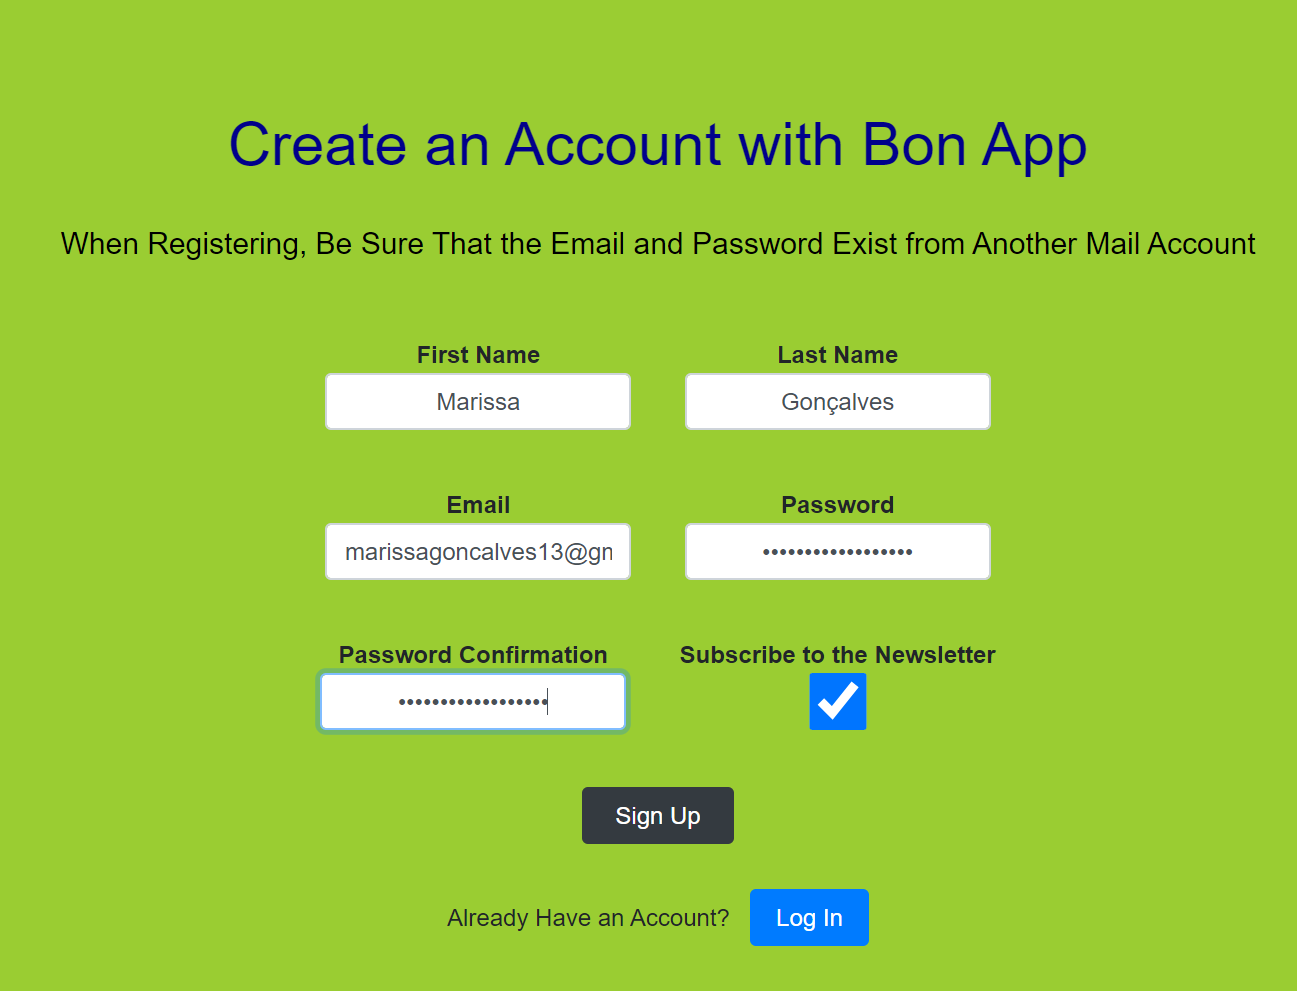 Create an Account with Bon App
When Registering, Be Sure That the Email and Password Exist from Another Mail Account
First Name
Last Name
Marissa
Gonçalves
Email
Password
marissagoncalves13@gm
••••••••••••••••••
Password Confirmation
Subscribe to the Newsletter
••••••••••••••••••
Sign Up
Already Have an Account?
Log In